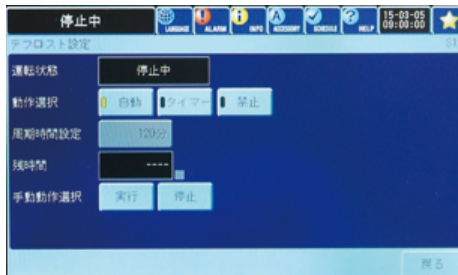 停止中 LANGUAGE ALARM INFO ACCESSORY SCHEDULE HELP 15-03-05 09:00:00
デフロスト設定
運転状態 停止中
動作選択 自動 タイマー 禁止
周期時間設定 120分
残時間 ----
手動動作選択 実行 停止
戻る